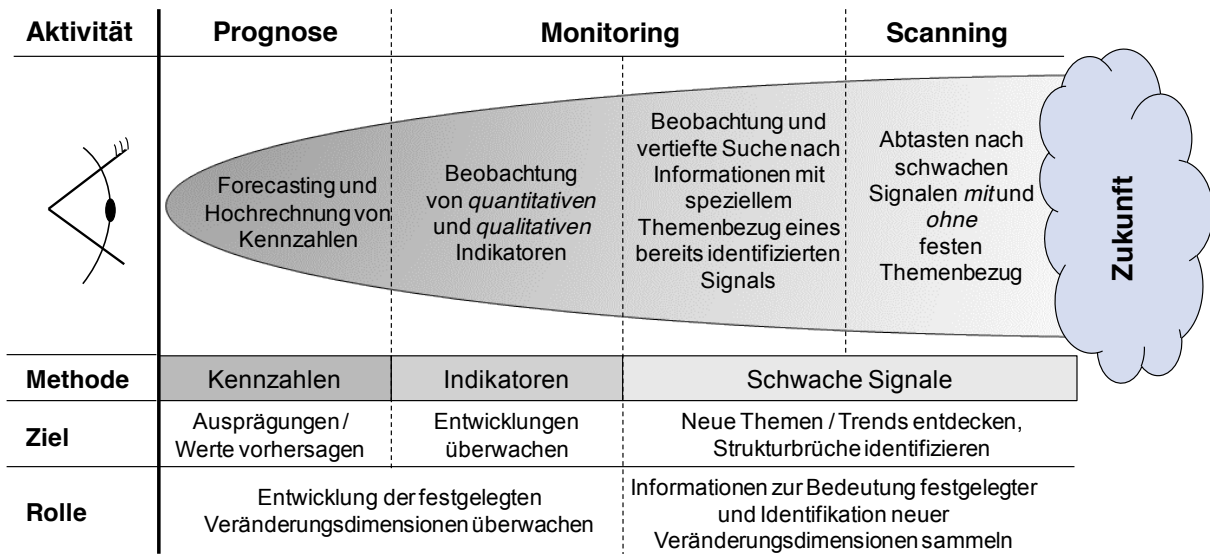 Aktivität
Prognose
Monitoring
Scanning
Forecasting und
Hochrechnung von
Kennzahlen
Beobachtung
von quantitativen
und qualitativen
Indikatoren
Beobachtung und
vertiefte Suche nach
Informationen mit
speziellem
Themenbezug eines
bereits identifizierten
Signals
Abtasten nach
schwachen
Signalen mit und
ohne
festen
Themenbezug
Zukunft
Methode
Kennzahlen
Indikatoren
Schwache Signale
Ziel
Ausprägungen /
Werte vorhersagen
Entwicklungen
überwachen
Neue Themen / Trends entdecken,
Strukturbrüche identifizieren
Rolle
Entwicklung der festgelegten
Veränderungsdimensionen überwachen
Informationen zur Bedeutung festgelegter
und Identifikation neuer
Veränderungsdimensionen sammeln